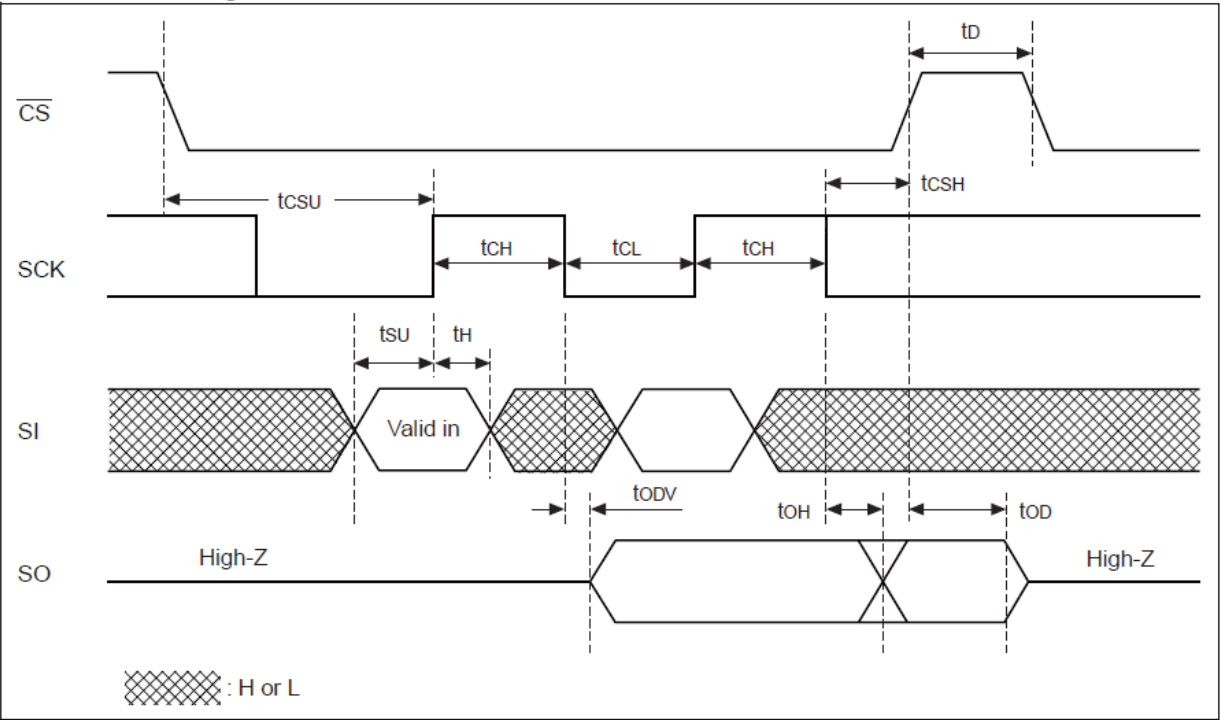 tD
CS
tCSU
tCSH
SCK
tCH
tCL
tCH
tSU
tH
SI
Valid in
tODV
tOH
tOD
SO
High-Z
High-Z
: H or L